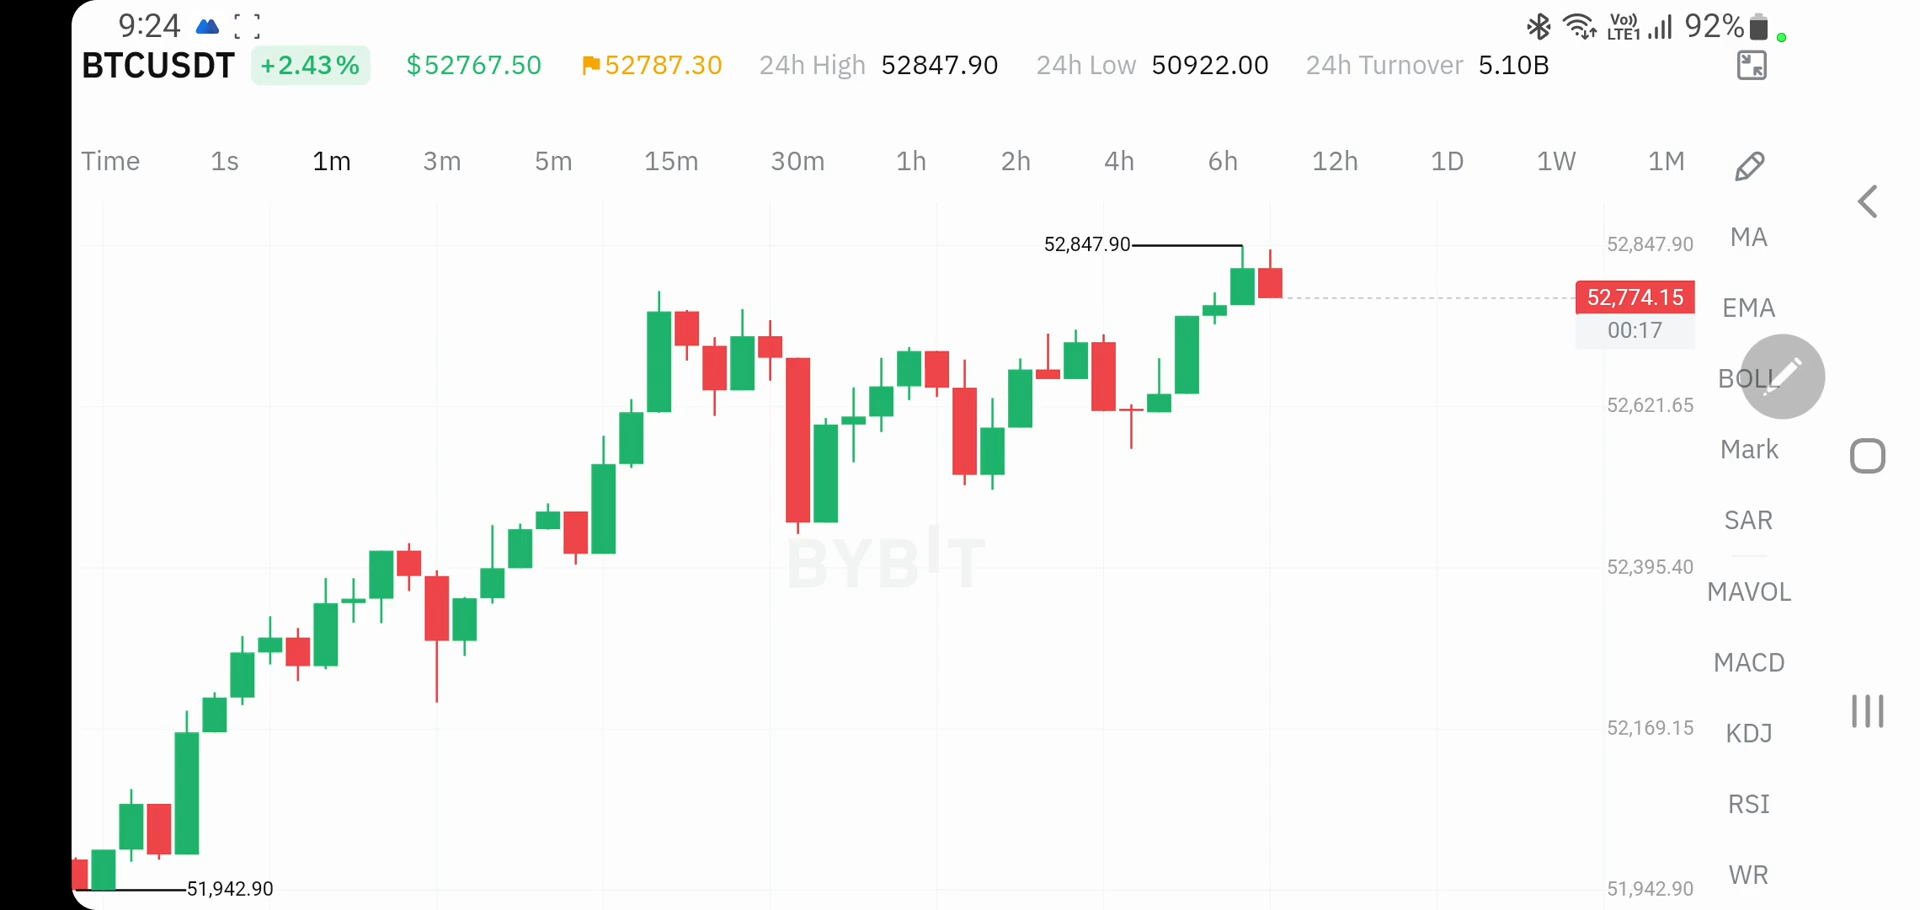 9:24 Vo)) LTE1 92%
BTCUSDT +2.43% $52767.50 52787.30 24h High 52847.90 24h Low 50922.00 24h Turnover 5.10B
Time 1s 1m 3m 5m 15m 30m 1h 2h 4h 6h 12h 1D 1W 1M
MA
52,847.90 52,847.90
52,774.15
EMA
00:17
BOLL
52,621.65
Mark
SAR
BYBIT
52,395.40
MAVOL
MACD
52,169.15
KDJ
RSI
WR
51,942.90 51,942.90